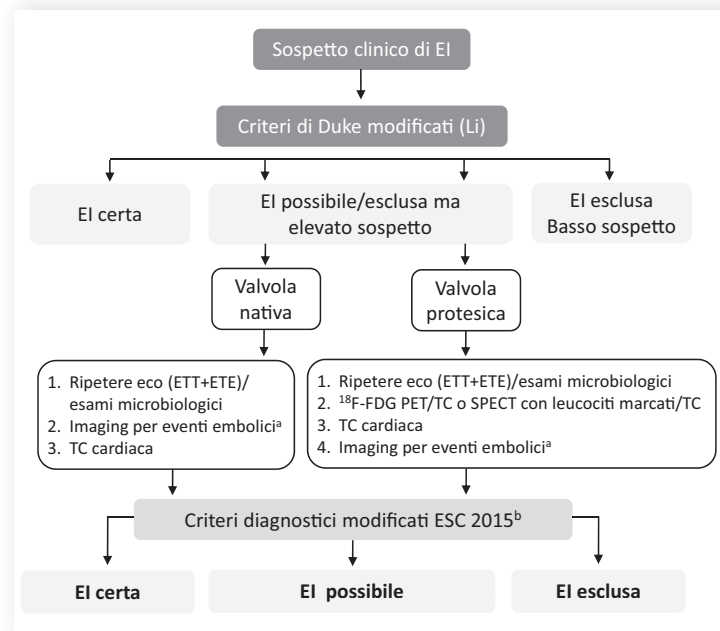 Sospetto clinico di EI
Criteri di Duke modificati (Li)
EI certa
EI possibile/esclusa ma
elevato sospetto
EI esclusa
Basso sospetto
Valvola
nativa
Valvola
protesica
1. Ripetere eco (ETT+ETE)/
esami microbiologici
2. Imaging per eventi emboliciᵃ
3. TC cardiaca
1. Ripetere eco (ETT+ETE)/esami microbiologici
2. ¹⁸F-FDG PET/TC o SPECT con leucociti marcati/TC
3. TC cardiaca
4. Imaging per eventi emboliciᵃ
Criteri diagnostici modificati ESC 2015ᵇ
EI certa
EI possibile
EI esclusa